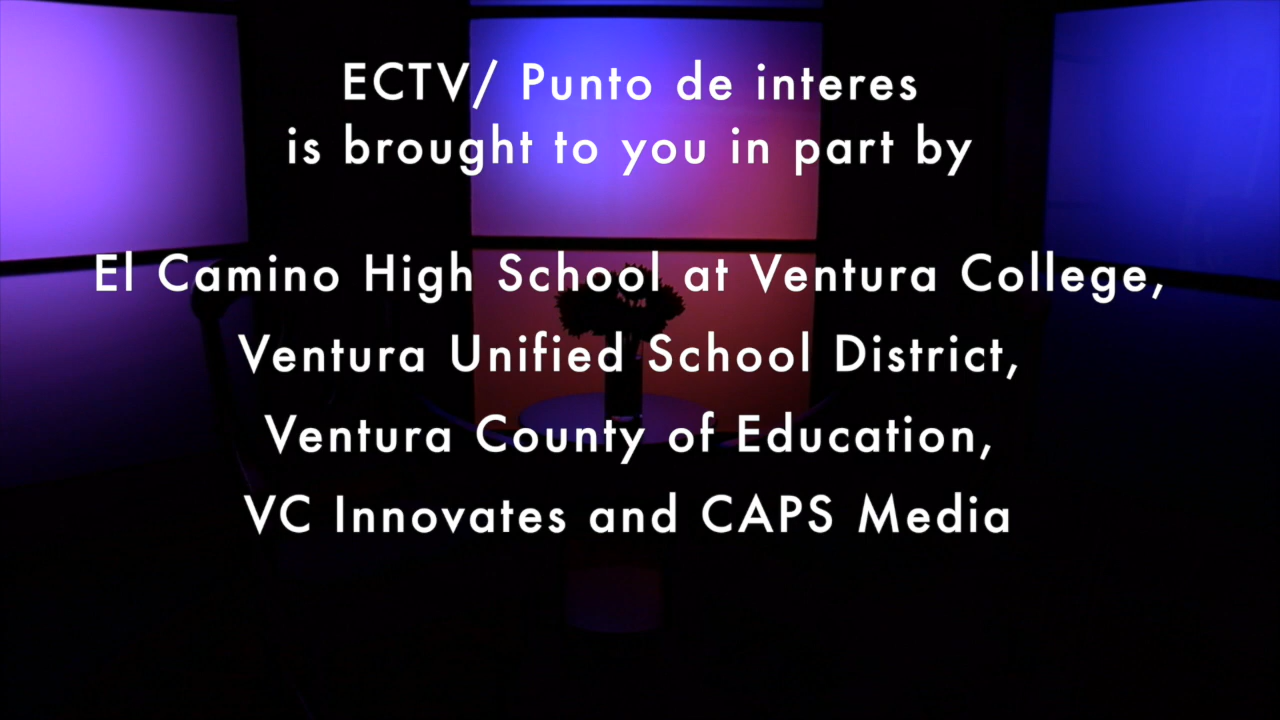 ECTV/ Punto de interes
is brought to you in part by
El Camino High School at Ventura College,
Ventura Unified School District,
Ventura County of Education,
VC Innovates and CAPS Media